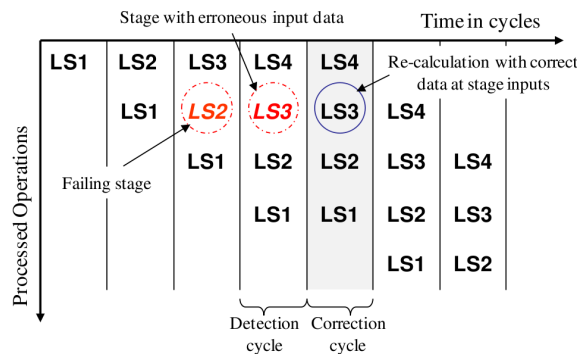 Stage with erroneous input data
Time in cycles
LS1 LS2 LS3 LS4 LS4
Re-calculation with correct
data at stage inputs
LS1 LS2 LS3 LS3 LS4
LS1 LS2 LS2 LS3 LS4
Failing stage
LS1 LS1 LS2 LS3
LS1 LS2
Processed Operations
Detection
cycle
Correction
cycle